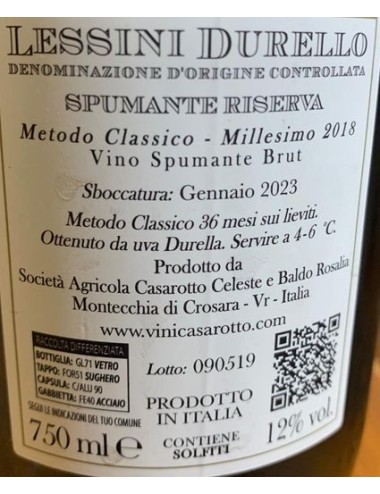 LESSINI DURELLO
DENOMINAZIONE D'ORIGINE CONTROLLATA
SPUMANTE RISERVA
Metodo Classico - Millesimo 2018
Vino Spumante Brut
Sboccatura: Gennaio 2023
Metodo Classico 36 mesi sui lieviti.
Ottenuto da uva Durella. Servire a 4-6 °C.
Prodotto da
Società Agricola Casarotto Celeste e Baldo Rosalia
Montecchia di Crosara - Vr - Italia
www.vinicasarotto.com
RACCOLTA DIFFERENZIATA
BOTTIGLIA: GL71 VETRO
TAPPO: FOR51 SUGHERO
CAPSULA: C/ALU 90
GABBIETTA: FE40 ACCIAIO
SEGUI LE INDICAZIONI DEL TUO COMUNE
750 ml e
Lotto: 090519
PRODOTTO
IN ITALIA
CONTIENE
SOLFITI
12% vol.